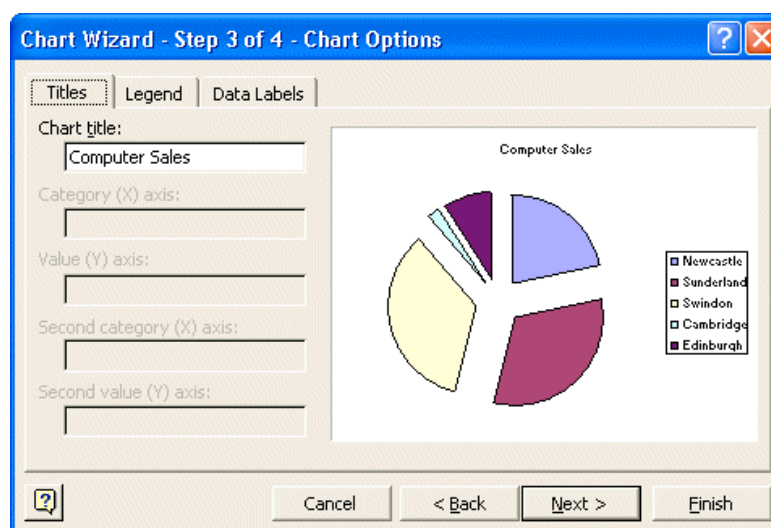 Chart Wizard - Step 3 of 4 - Chart Options
Titles Legend Data Labels
Chart title:
Computer Sales
Category (X) axis:
Value (Y) axis:
Second category (X) axis:
Second value (Y) axis:
Computer Sales
Newcastle
Sunderland
Swindon
Cambridge
Edinburgh
Cancel < Back Next > Finish